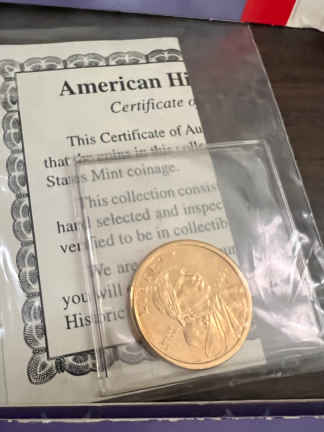 American Hi
Certificate o
This Certificate of Au
that the coins in this colle
States Mint coinage.
This collection consis
hand selected and inspec
verified to be in collectib
We are our
you will
Historic